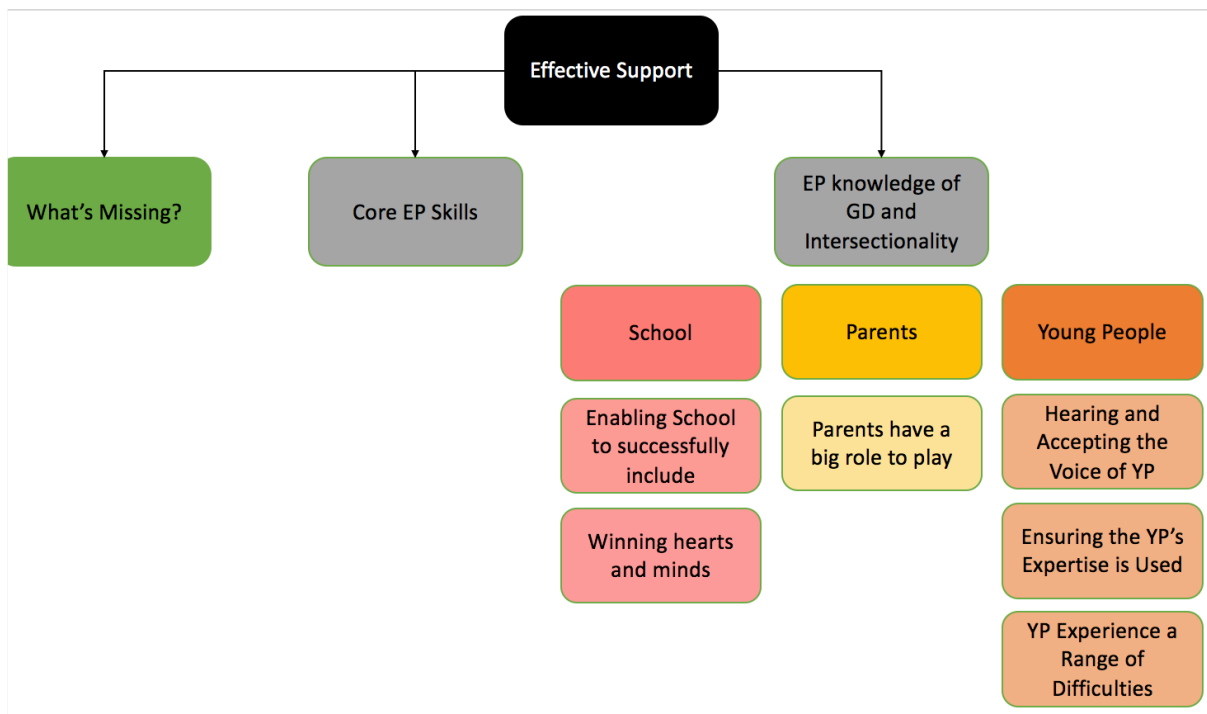 Effective Support
What’s Missing?
Core EP Skills
EP knowledge of
GD and
Intersectionality
School
Parents
Young People
Enabling School
to successfully
include
Parents have a
big role to play
Hearing and
Accepting the
Voice of YP
Winning hearts
and minds
Ensuring the YP’s
Expertise is Used
YP Experience a
Range of
Difficulties